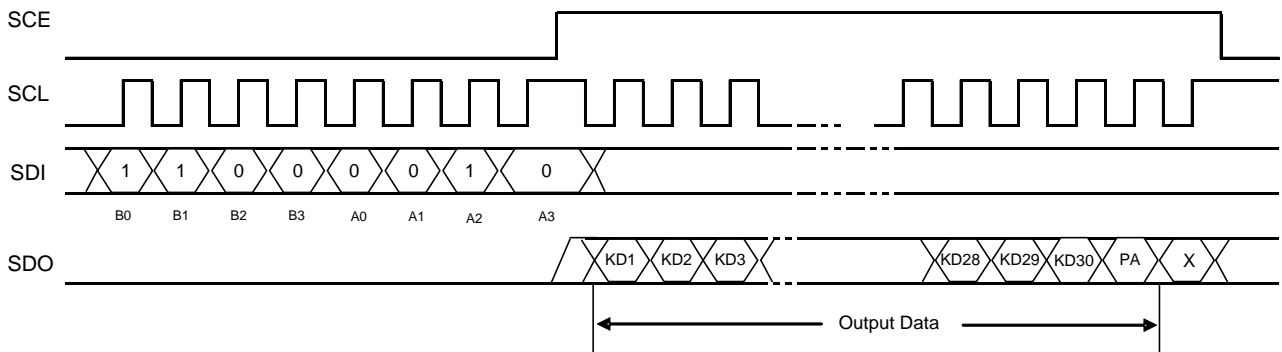 SCE
SCL
SDI 1 1 0 0 0 0 1 0
B0 B1 B2 B3 A0 A1 A2 A3
SDO KD1 KD2 KD3 KD28 KD29 KD30 PA X
Output Data